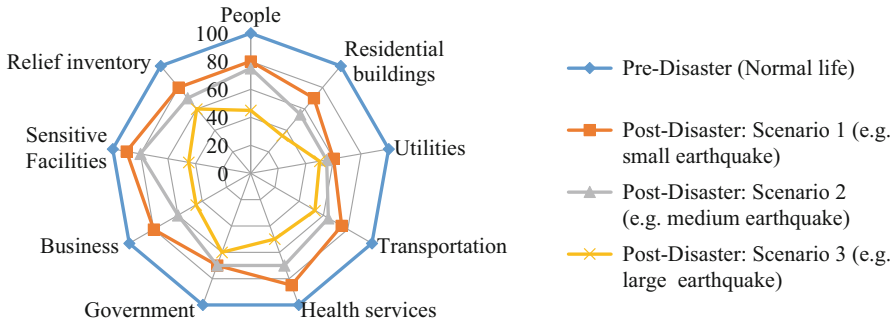 People
100
80
60
40
20
0
Residential
buildings
Utilities
Transportation
Health services
Government
Business
Sensitive
Facilities
Relief inventory
Pre-Disaster (Normal life)
Post-Disaster: Scenario 1 (e.g.
small earthquake)
Post-Disaster: Scenario 2
(e.g. medium earthquake)
Post-Disaster: Scenario 3 (e.g.
large earthquake)